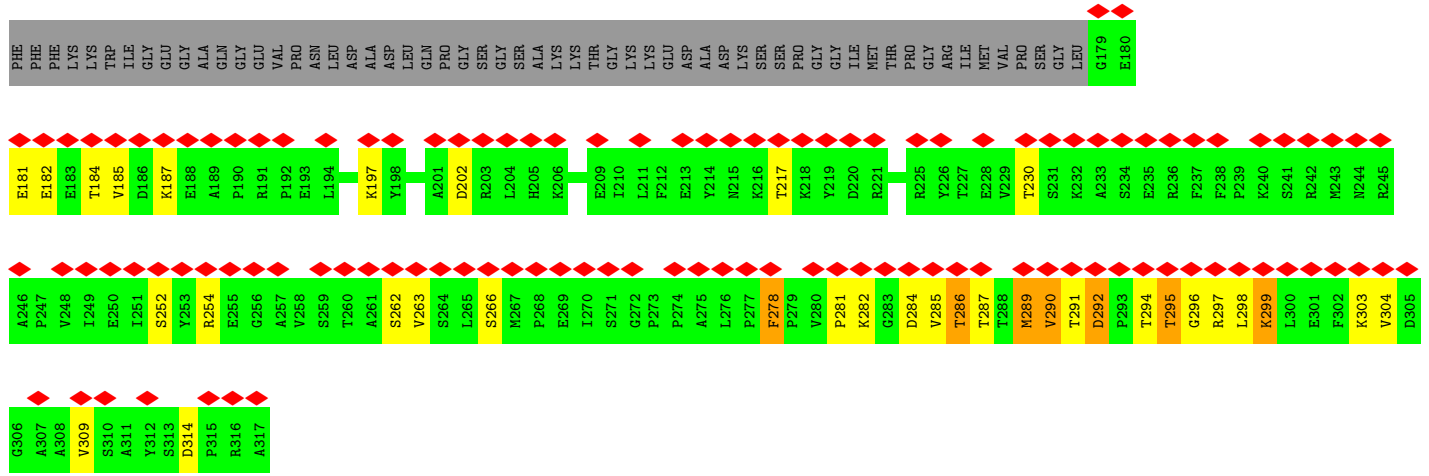 PHE PHE PHE LYS LYS TRP ILE GLY GLU GLY ALA GLN GLY GLU VAL PRO ASN LEU ASP ALA ASP LEU GLN PRO GLY SER GLY SER ALA LYS LYS THR GLY LYS LYS GLU ASP ALA ASP LYS SER SER PRO GLY GLY ILE MET THR PRO GLY ARG ILE MET VAL PRO SER GLY LEU G179 E180
E181 E182 E183 T184 V185 D186 K187 E188 A189 P190 R191 P192 E193 L194 K197 Y198 A201 D202 R203 L204 H205 K206 E209 I210 L211 F212 E213 Y214 N215 K216 T217 K218 Y219 D220 R221 R225 Y226 T227 E228 V229 T230 S231 K232 A233 S234 E235 R236 F237 F238 P239 K240 S241 R242 M243 N244 R245
A246 P247 V248 I249 E250 I251 S252 Y253 R254 E255 G256 A257 V258 S259 T260 A261 S262 V263 S264 L265 S266 M267 P268 E269 I270 S271 G272 P273 P274 A275 L276 P277 F278 P279 V280 P281 K282 G283 D284 V285 T286 T287 T288 M289 V290 T291 D292 P293 T294 T295 G296 R297 L298 K299 L300 E301 F302 K303 V304 D305
G306 A307 A308 V309 S310 A311 Y312 S313 D314 P315 R316 A317